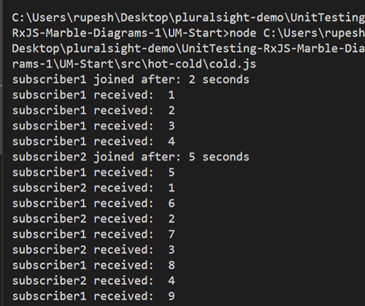 C:\Users\rupesh\Desktop\pluralsight-demo\UnitTesting
RxJS-Marble-Diagrams-1\UM-Start>node C:\Users\rupesh
Desktop\pluralsight-demo\UnitTesting-RxJS-Marble-Dia
rams-1\UM-Start\src\hot-cold\cold.js
subscriber1 joined after: 2 seconds
subscriber1 received:  1
subscriber1 received:  2
subscriber1 received:  3
subscriber1 received:  4
subscriber2 joined after: 5 seconds
subscriber1 received:  5
subscriber2 received:  1
subscriber1 received:  6
subscriber2 received:  2
subscriber1 received:  7
subscriber2 received:  3
subscriber1 received:  8
subscriber2 received:  4
subscriber1 received:  9